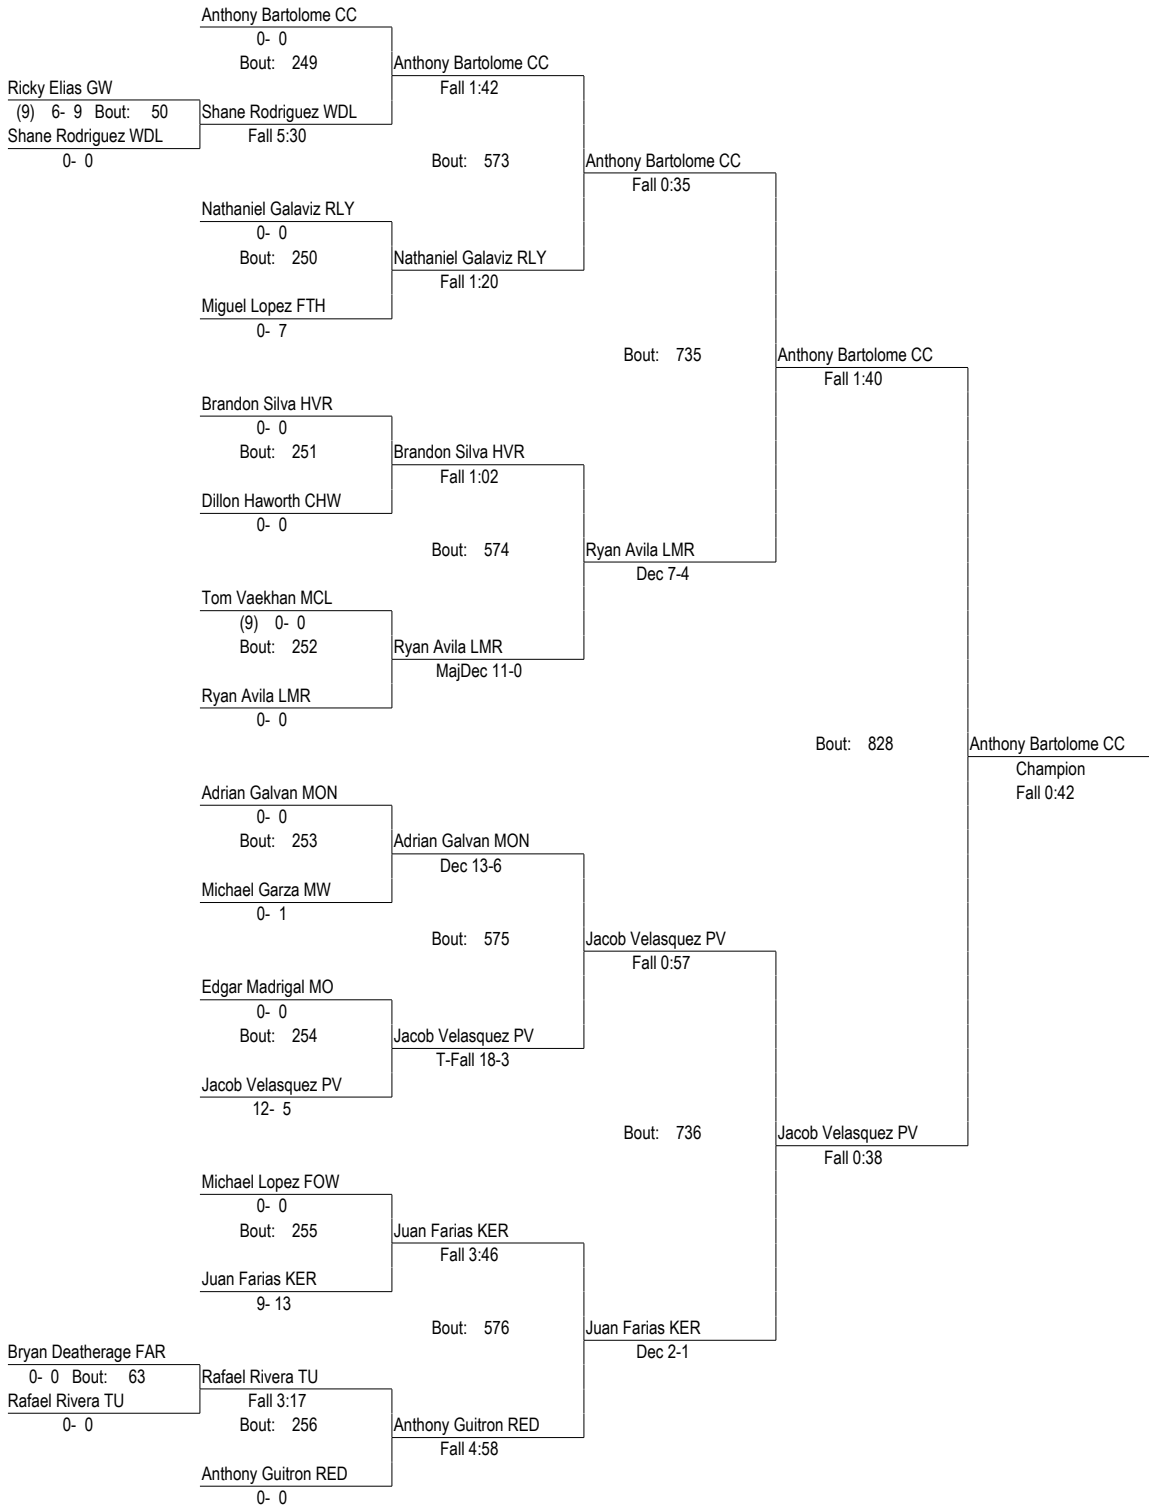 Anthony Bartolome CC
0- 0
Bout: 249
Anthony Bartolome CC
Fall 1:42
Ricky Elias GW
(9) 6- 9 Bout: 50
Shane Rodriguez WDL
Shane Rodriguez WDL
Fall 5:30
0- 0
Bout: 573
Anthony Bartolome CC
Fall 0:35
Nathaniel Galaviz RLY
0- 0
Bout: 250
Nathaniel Galaviz RLY
Fall 1:20
Miguel Lopez FTH
0- 7
Bout: 735
Anthony Bartolome CC
Fall 1:40
Brandon Silva HVR
0- 0
Bout: 251
Brandon Silva HVR
Fall 1:02
Dillon Haworth CHW
0- 0
Bout: 574
Ryan Avila LMR
Dec 7-4
Tom Vaekhan MCL
(9) 0- 0
Bout: 252
Ryan Avila LMR
MajDec 11-0
Ryan Avila LMR
0- 0
Bout: 828
Anthony Bartolome CC
Champion
Fall 0:42
Adrian Galvan MON
0- 0
Bout: 253
Adrian Galvan MON
Dec 13-6
Michael Garza MW
0- 1
Bout: 575
Jacob Velasquez PV
Fall 0:57
Edgar Madrigal MO
0- 0
Bout: 254
Jacob Velasquez PV
T-Fall 18-3
Jacob Velasquez PV
12- 5
Bout: 736
Jacob Velasquez PV
Fall 0:38
Michael Lopez FOW
0- 0
Bout: 255
Juan Farias KER
Fall 3:46
Juan Farias KER
9- 13
Bout: 576
Juan Farias KER
Dec 2-1
Bryan Deatherage FAR
0- 0 Bout: 63
Rafael Rivera TU
Rafael Rivera TU
Fall 3:17
0- 0
Bout: 256
Anthony Guitron RED
Fall 4:58
Anthony Guitron RED
0- 0